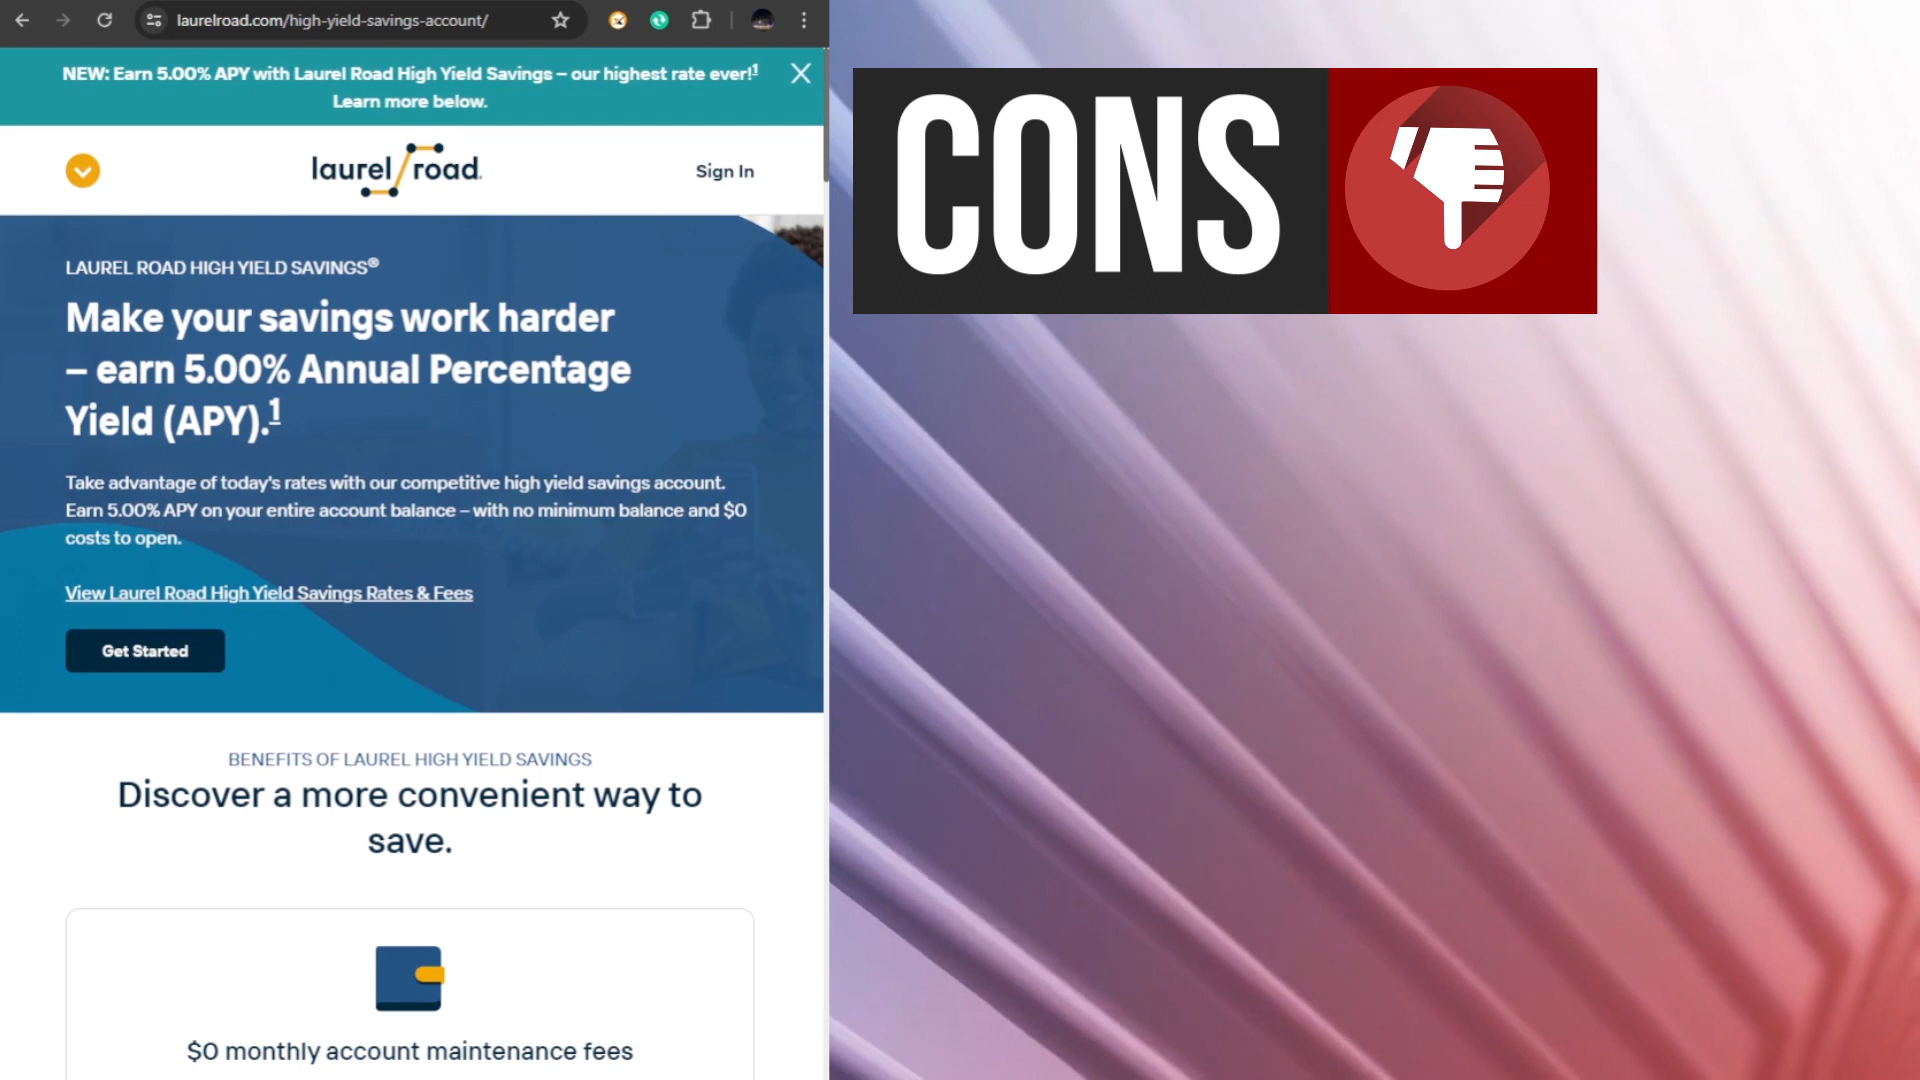 laurelroad.com/high-yield-savings-account/
NEW: Earn 5.00% APY with Laurel Road High Yield Savings – our highest rate ever!1
Learn more below.
laurel road.
Sign In
LAUREL ROAD HIGH YIELD SAVINGS®
Make your savings work harder
– earn 5.00% Annual Percentage
Yield (APY).1
Take advantage of today's rates with our competitive high yield savings account.
Earn 5.00% APY on your entire account balance – with no minimum balance and $0
costs to open.
View Laurel Road High Yield Savings Rates & Fees
Get Started
BENEFITS OF LAUREL HIGH YIELD SAVINGS
Discover a more convenient way to
save.
$0 monthly account maintenance fees
CONS